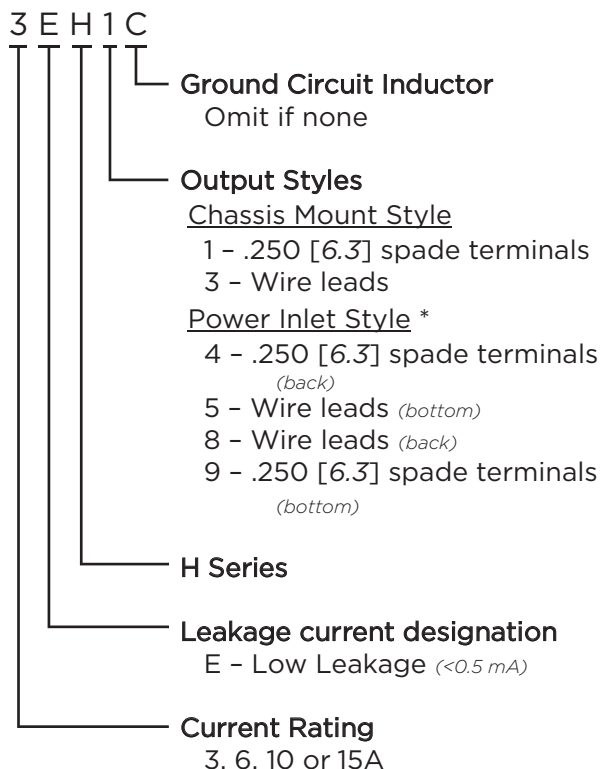 3 E H 1 C
Ground Circuit Inductor
Omit if none
Output Styles
Chassis Mount Style
1 – .250 [6.3] spade terminals
3 – Wire leads
Power Inlet Style *
4 – .250 [6.3] spade terminals
(back)
5 – Wire leads (bottom)
8 – Wire leads (back)
9 – .250 [6.3] spade terminals
(bottom)
H Series
Leakage current designation
E – Low Leakage (<0.5 mA)
Current Rating
3, 6, 10 or 15A